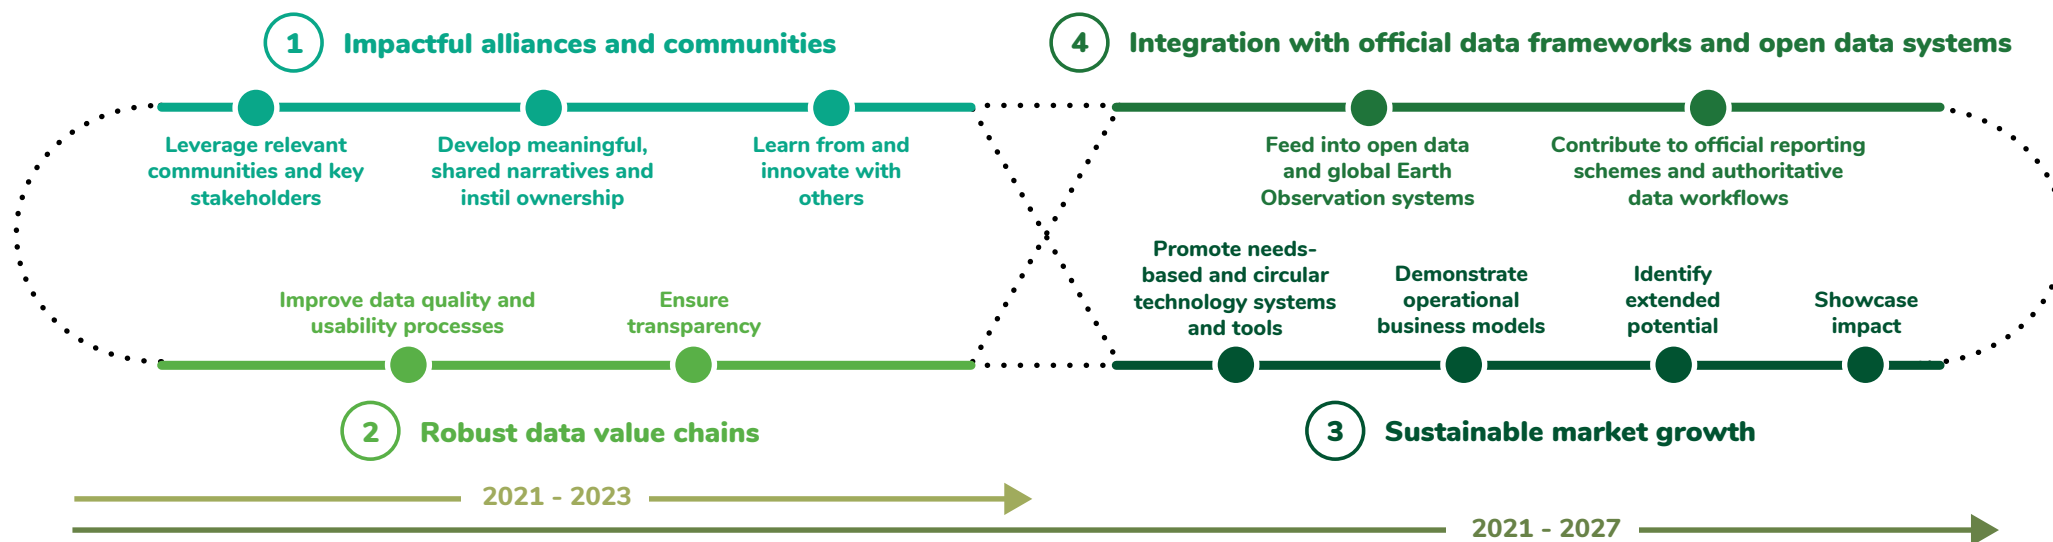 1 Impactful alliances and communities
Leverage relevant
communities and key
stakeholders
Develop meaningful,
shared narratives and
instil ownership
Learn from and
innovate with
others
4 Integration with official data frameworks and open data systems
Feed into open data
and global Earth
Observation systems
Contribute to official reporting
schemes and authoritative
data workflows
Improve data quality and
usability processes
Ensure
transparency
2 Robust data value chains
Promote needs-
based and circular
technology systems
and tools
Demonstrate
operational
business models
Identify
extended
potential
Showcase
impact
3 Sustainable market growth
2021 - 2023
2021 - 2027